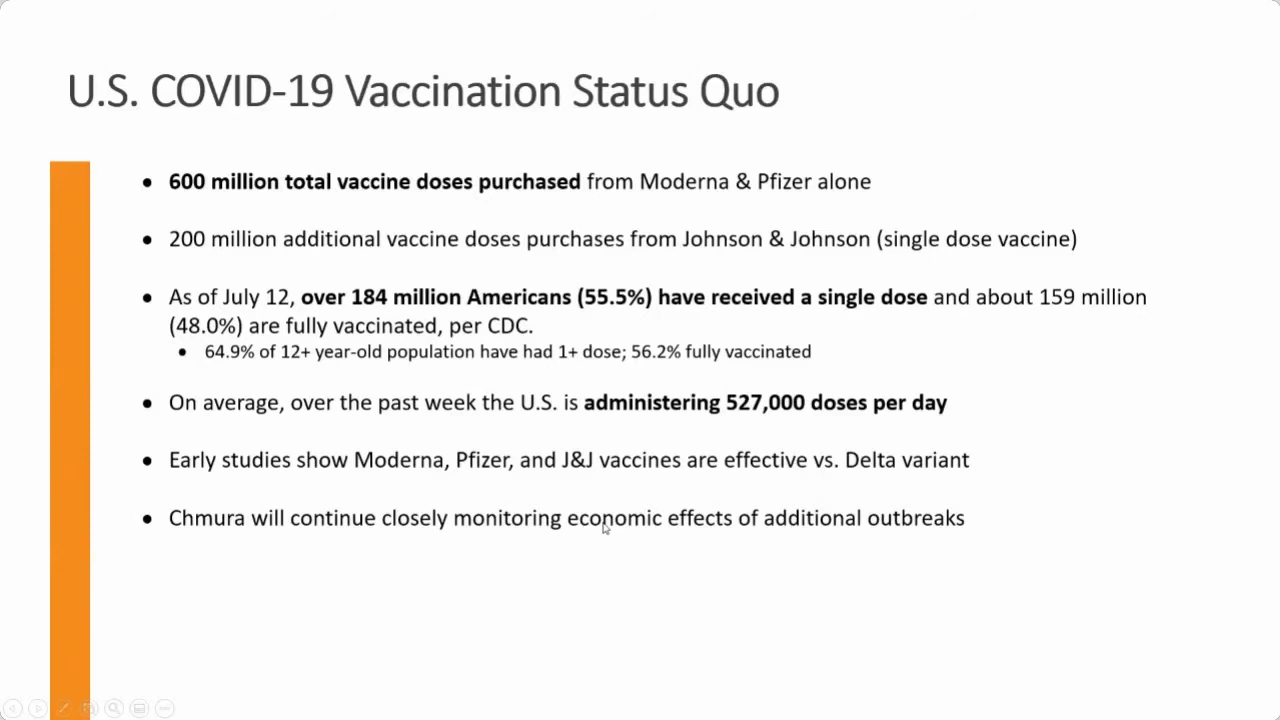 U.S. COVID-19 Vaccination Status Quo
• 600 million total vaccine doses purchased from Moderna & Pfizer alone
• 200 million additional vaccine doses purchases from Johnson & Johnson (single dose vaccine)
• As of July 12, over 184 million Americans (55.5%) have received a single dose and about 159 million
(48.0%) are fully vaccinated, per CDC.
• 64.9% of 12+ year-old population have had 1+ dose; 56.2% fully vaccinated
• On average, over the past week the U.S. is administering 527,000 doses per day
• Early studies show Moderna, Pfizer, and J&J vaccines are effective vs. Delta variant
• Chmura will continue closely monitoring economic effects of additional outbreaks